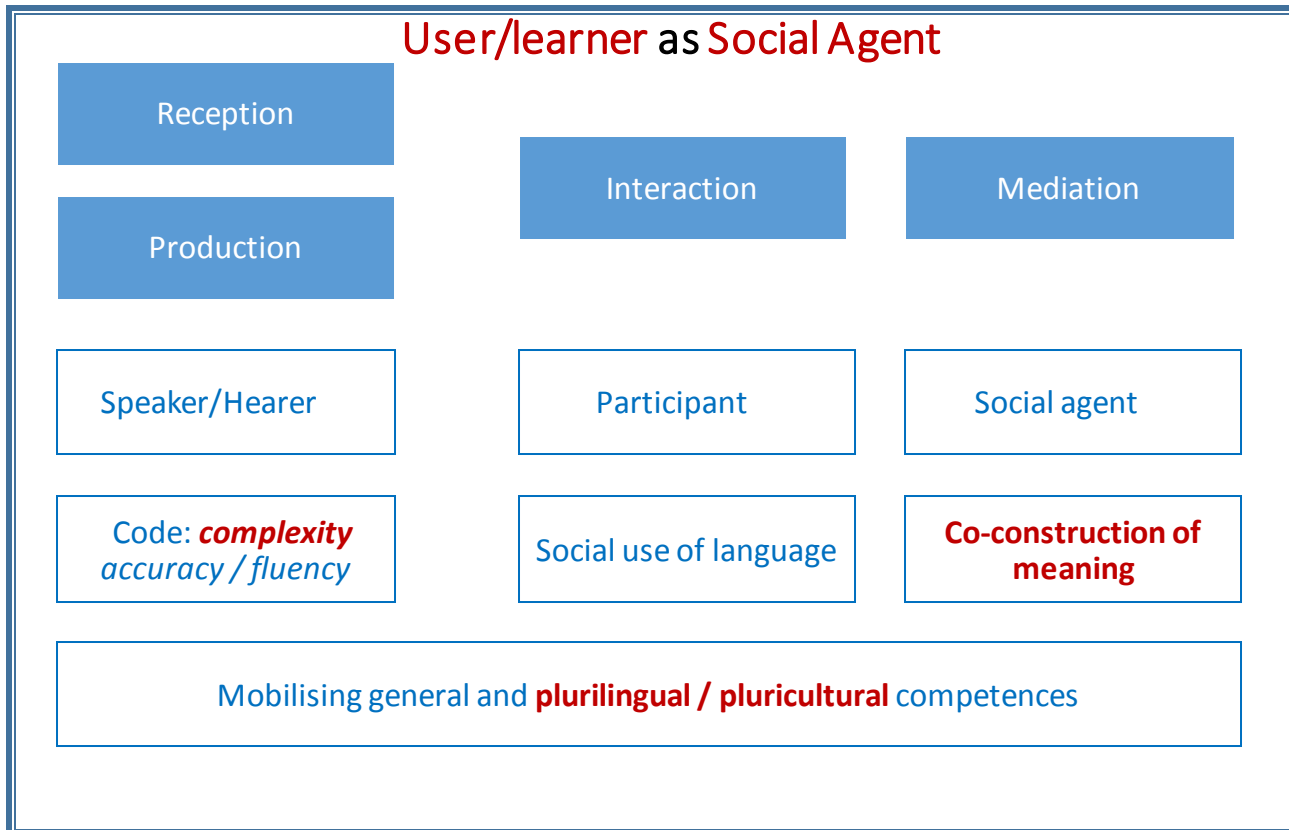 User/learner as Social Agent
Reception
Production
Interaction
Mediation
Speaker/Hearer
Participant
Social agent
Code: complexity
accuracy / fluency
Social use of language
Co-construction of
meaning
Mobilising general and plurilingual / pluricultural competences